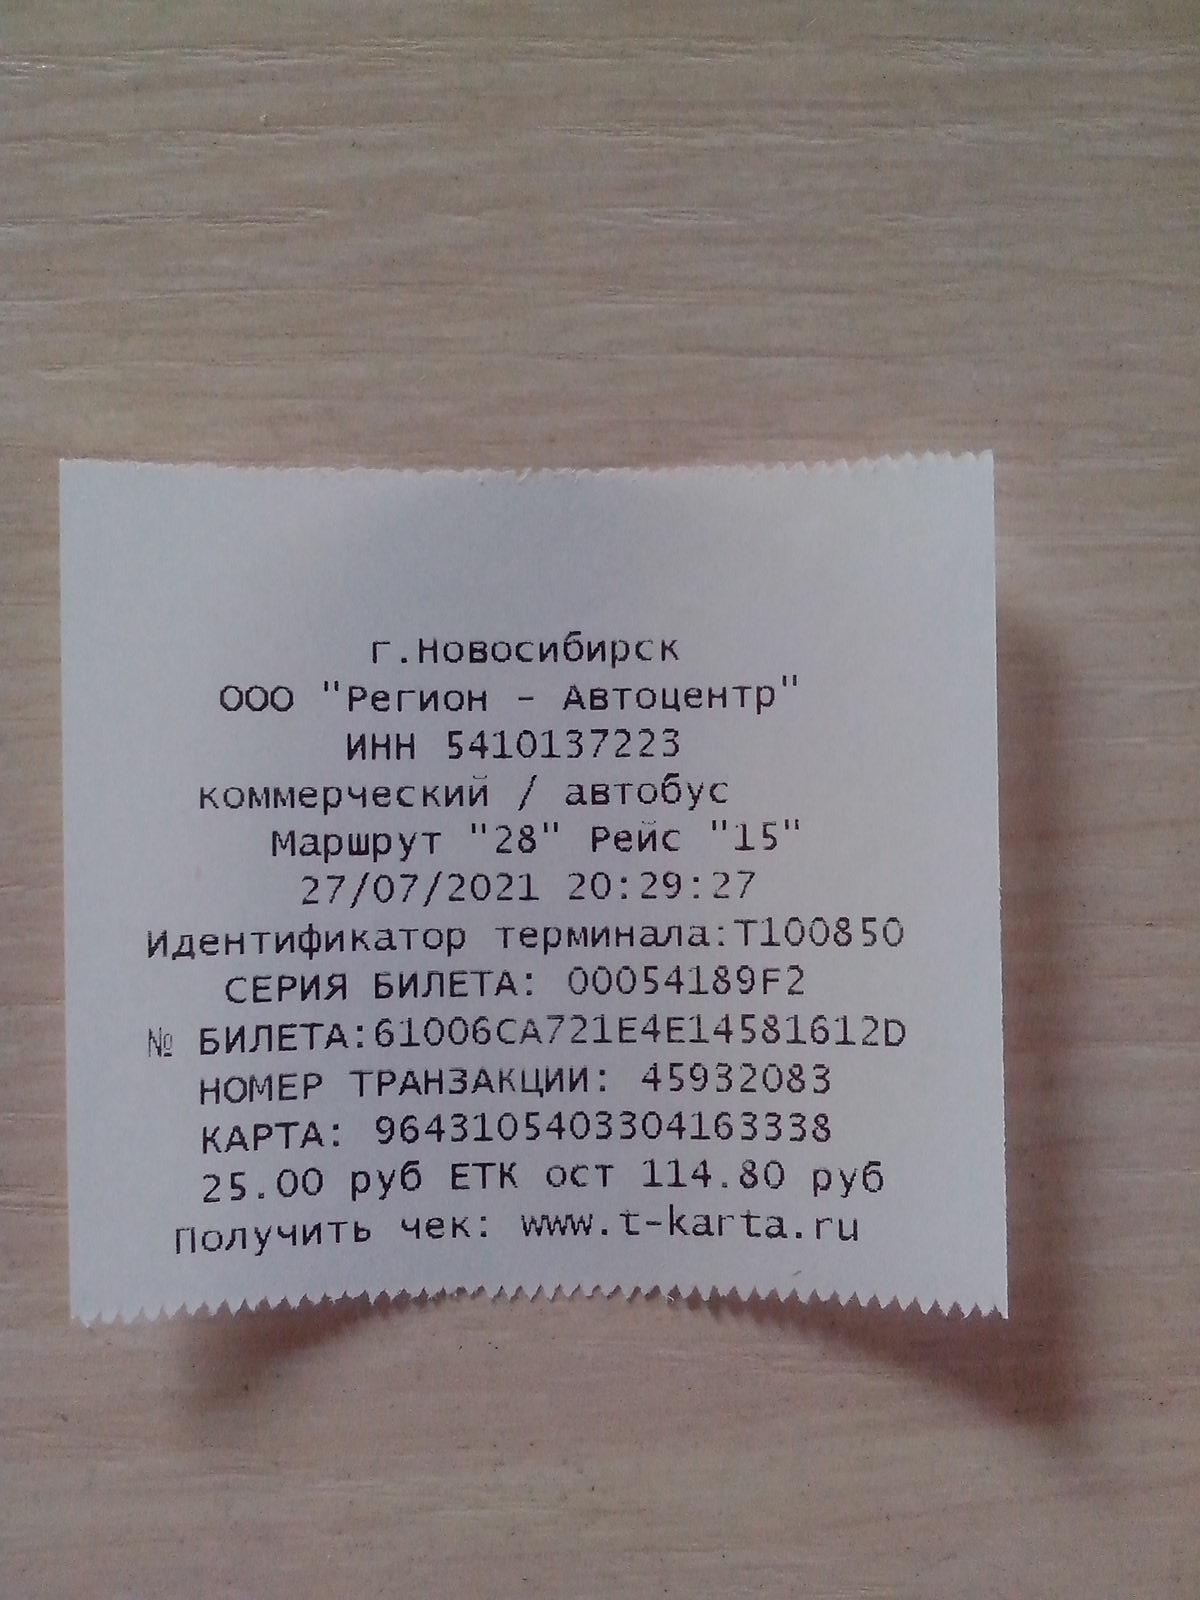 г.Новосибирск
ООО "Регион - Автоцентр"
ИНН 5410137223
коммерческий / автобус
Маршрут "28" Рейс "15"
27/07/2021 20:29:27
Идентификатор терминала:T100850
СЕРИЯ БИЛЕТА: 00054189F2
№ БИЛЕТА:61006CA721E4E14581612D
НОМЕР ТРАНЗАКЦИИ: 45932083
КАРТА: 9643105403304163338
25.00 руб ЕТК ост 114.80 руб
Получить чек: www.t-karta.ru